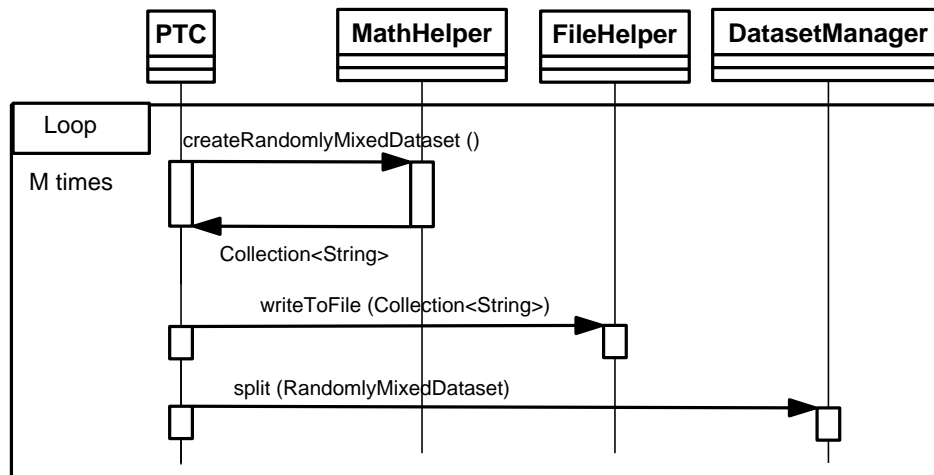 PTC
MathHelper
FileHelper
DatasetManager
Loop
createRandomlyMixedDataset ()
M times
Collection<String>
writeToFile (Collection<String>)
split (RandomlyMixedDataset)